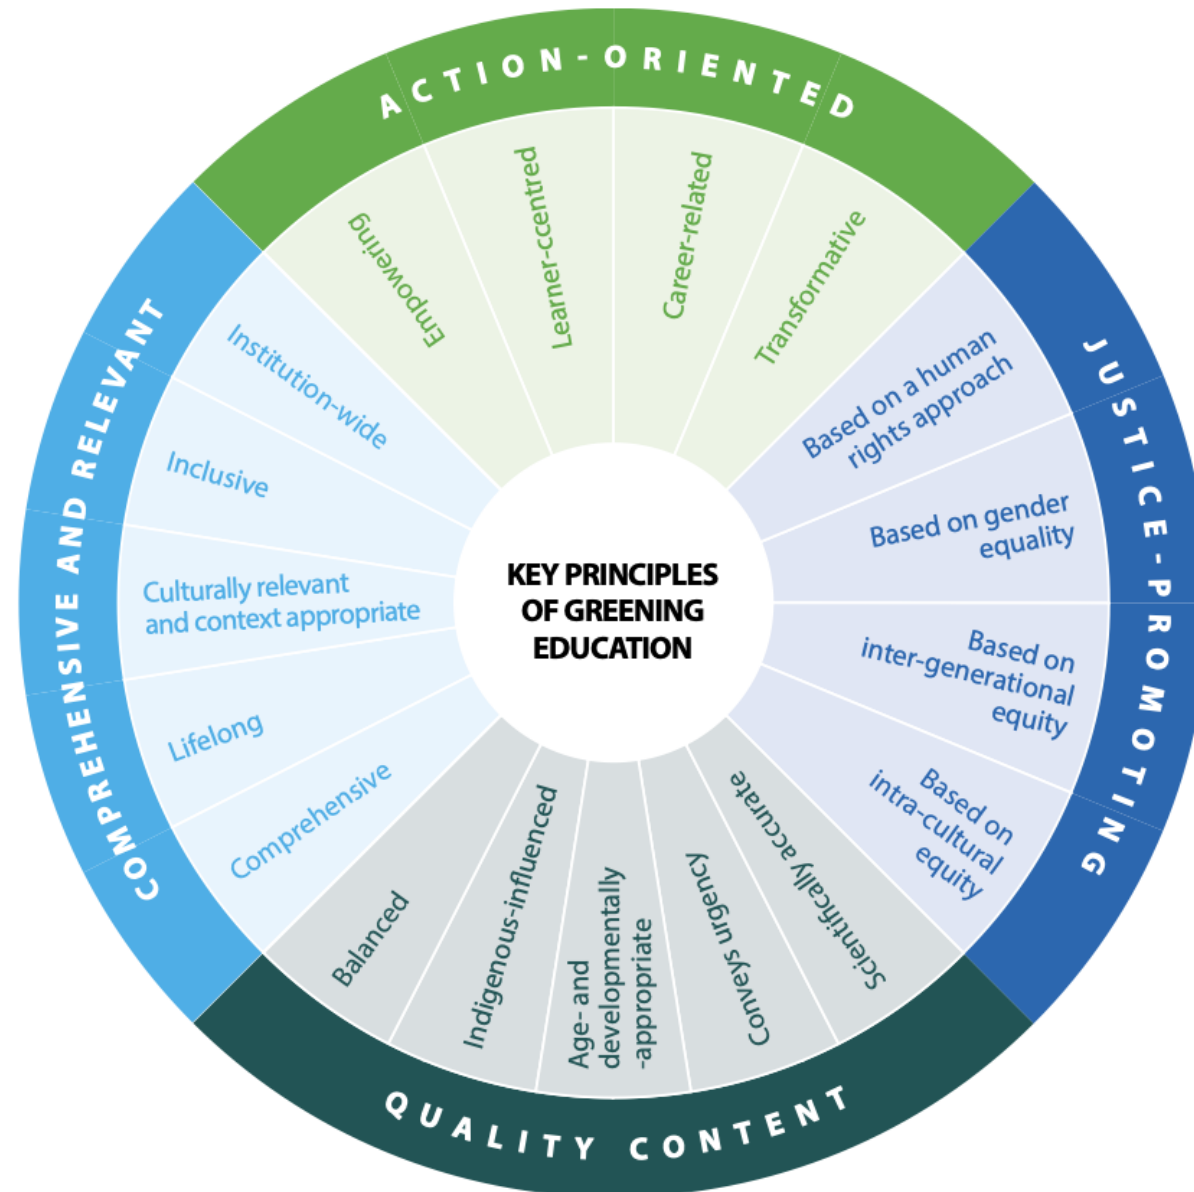 ACTION-ORIENTED
Empowering
Learner-ccentred
Career-related
Transformative
JUSTICE-PROMOTING
Based on a human
rights approach
Based on gender
equality
Based on
inter-generational
equity
Based on
intra-cultural
equity
QUALITY CONTENT
Scientifically accurate
Conveys urgency
Age- and
developmentally
-appropriate
Indigenous-influenced
Balanced
COMPREHENSIVE AND RELEVANT
Comprehensive
Lifelong
Culturally relevant
and context appropriate
Inclusive
Institution-wide
KEY PRINCIPLES
OF GREENING
EDUCATION